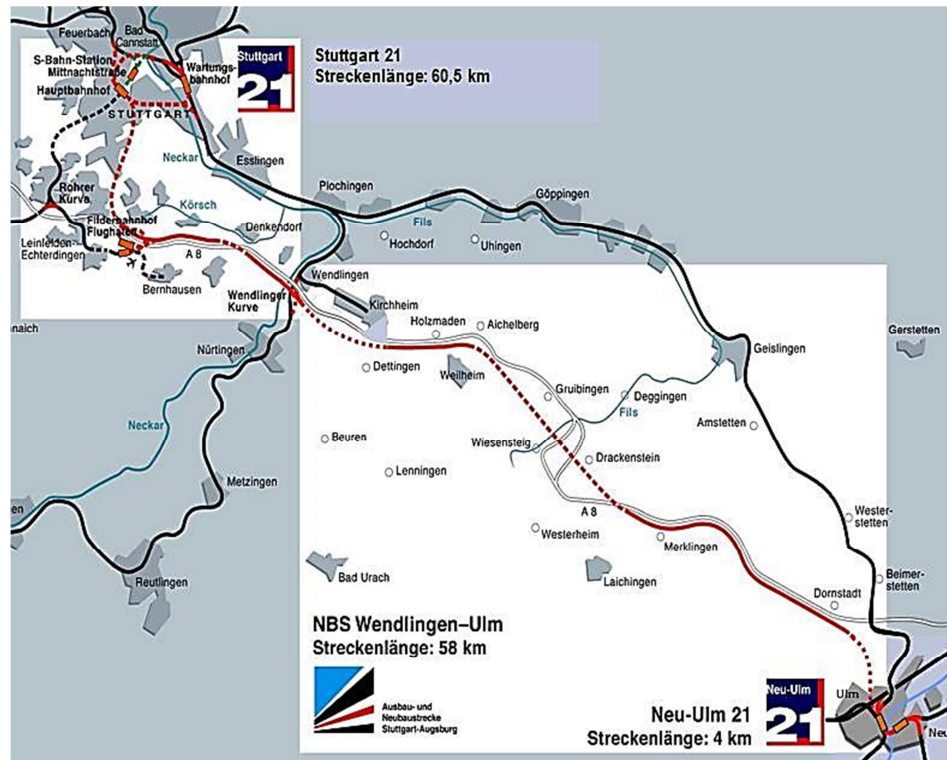 Feuerbach
Bad
Cannstatt
S-Bahn-Station
Mittnachtstraße
Hauptbahnhof
Wartungs-
bahnhof
STUTTGART
Stuttgart
21
Stuttgart 21
Streckenlänge: 60,5 km
Neckar
Esslingen
Plochingen
Göppingen
Fils
Rohrer
Kurve
Körsch
Filderbahnhof
Flughafen
Denkendorf
Hochdorf
Uhingen
Leinfelden-
Echterdingen
A 8
Bernhausen
Wendlingen
Wendlinger
Kurve
Kirchheim
Holzmaden
Aichelberg
Gerstetten
Nürtingen
Geislingen
Dettingen
Weilheim
Gruibingen
Deggingen
Fils
Neckar
Amstetten
Beuren
Wiesensteig
Drackenstein
Lenningen
Metzingen
A 8
Wester-
stetten
Westerheim
Merklingen
Reutlingen
Bad Urach
Laichingen
Beimer-
stetten
Dornstadt
NBS Wendlingen–Ulm
Streckenlänge: 58 km
Ausbau- und
Neubaustrecke
Stuttgart-Augsburg
Neu-Ulm 21
Streckenlänge: 4 km
Neu-Ulm
21
Ulm
Neu